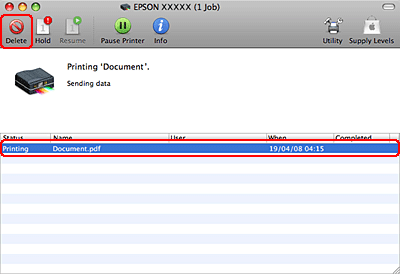 EPSON XXXXX (1 Job)
Delete Hold Resume Pause Printer Info Utility Supply Levels
Printing 'Document'.
Sending data
Status Name User When Completed
Printing Document.pdf 19/04/08 04:15